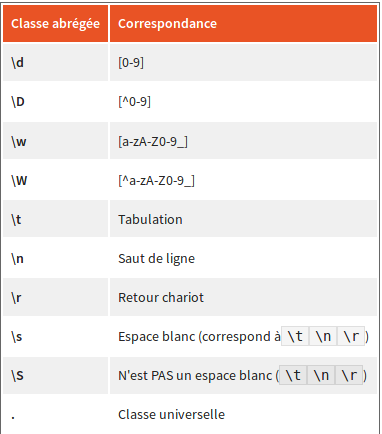 Classe abrégée Correspondance
\d [0-9]
\D [^0-9]
\w [a-zA-Z0-9_]
\W [^a-zA-Z0-9_]
\t Tabulation
\n Saut de ligne
\r Retour chariot
\s Espace blanc (correspond à \t \n \r )
\S N'est PAS un espace blanc ( \t \n \r )
. Classe universelle